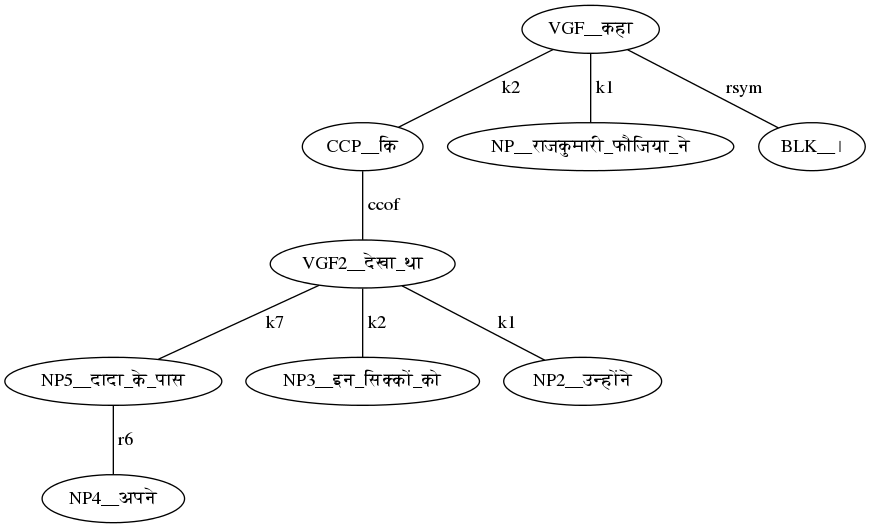 VGF__कहा
k2 k1 rsym
CCP__कि NP__राजकुमारी_फौजिया_ने BLK__।
ccof
VGF2__देखा_था
k7 k2 k1
NP5__दादा_के_पास NP3__इन_सिक्कों_को NP2__उन्होंने
r6
NP4__अपने